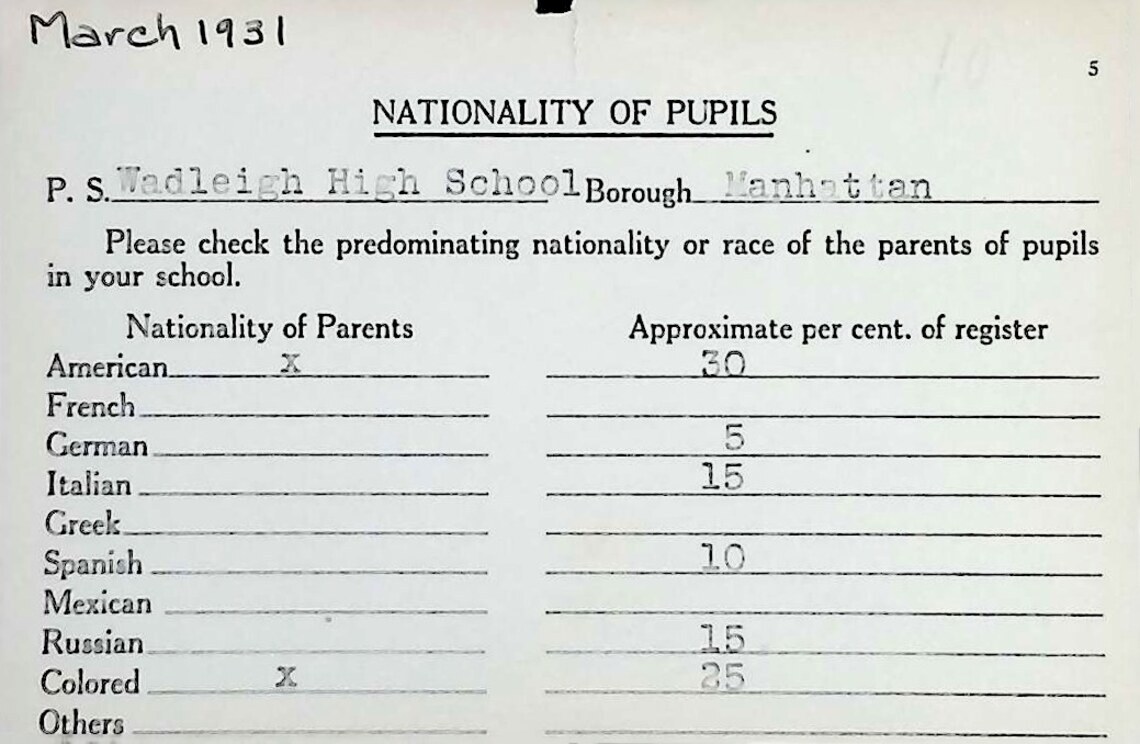 March 1931
5
NATIONALITY OF PUPILS
P. S. Wadleigh High School Borough Manhattan
Please check the predominating nationality or race of the parents of pupils
in your school.
Nationality of Parents Approximate per cent. of register
American X 30
French
German 5
Italian 15
Greek
Spanish 10
Mexican
Russian 15
Colored X 25
Others